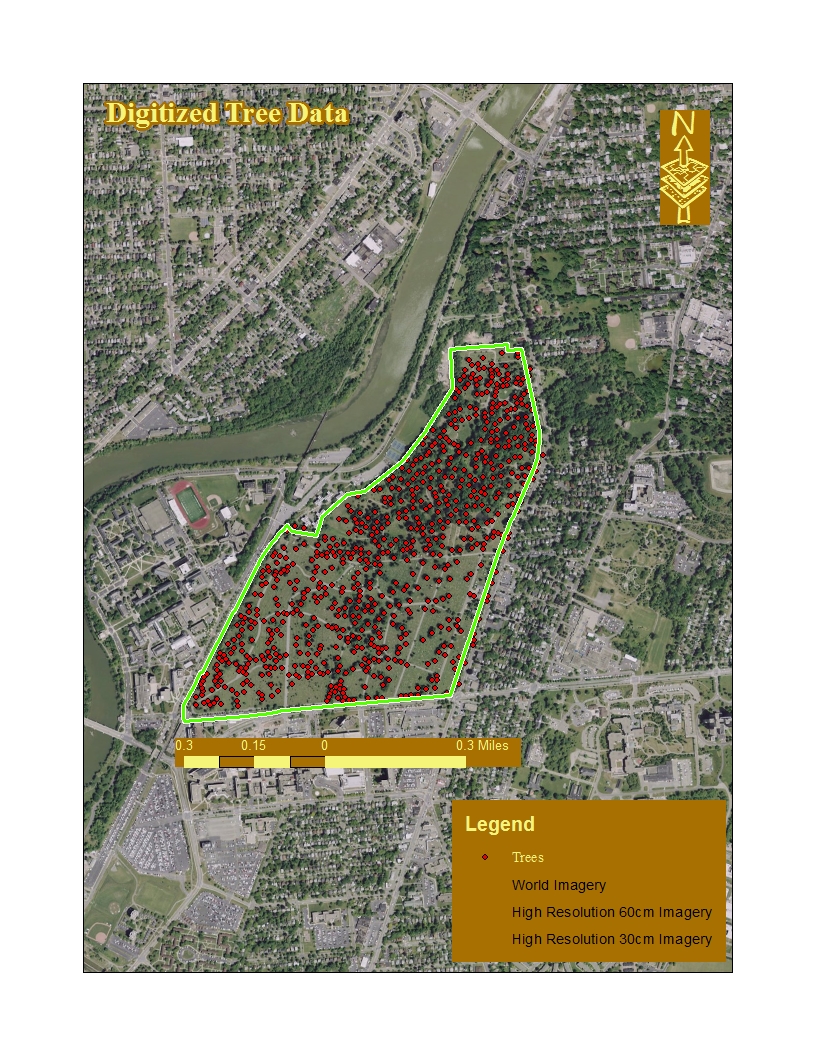 Digitized Tree Data
N
0.3 0.15 0 0.3 Miles
Legend
Trees
World Imagery
High Resolution 60cm Imagery
High Resolution 30cm Imagery